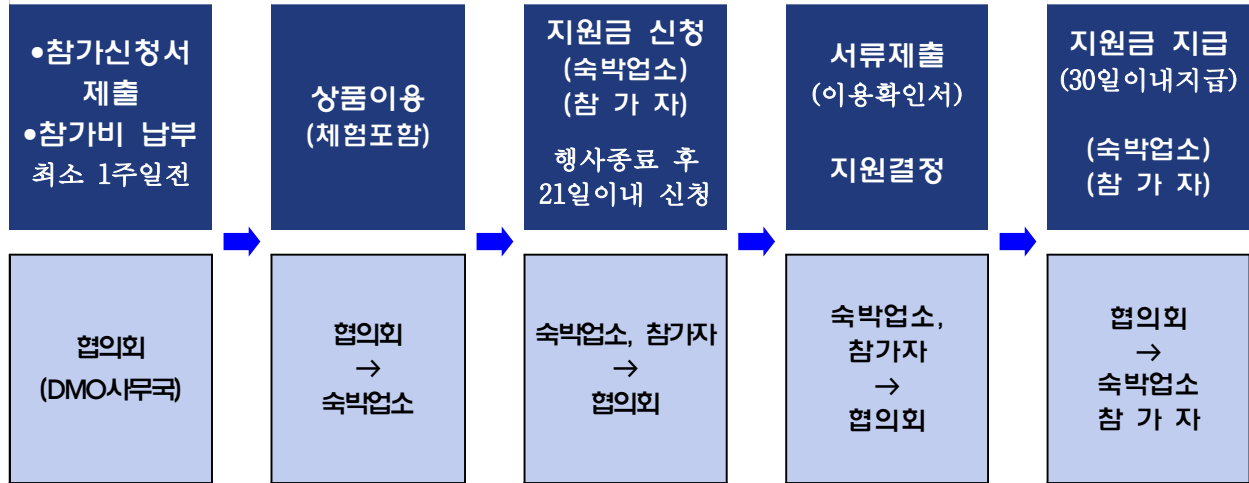 •참가신청서
제출
•참가비 납부
최소 1주일전
상품이용
(체험포함)
지원금 신청
(숙박업소)
(참 가 자)
행사종료 후
21일이내 신청
서류제출
(이용확인서)
지원결정
지원금 지급
(30일이내지급)
(숙박업소)
(참 가 자)
협의회
(DMO사무국)
협의회
→
숙박업소
숙박업소, 참가자
→
협의회
숙박업소,
참가자
→
협의회
협의회
→
숙박업소
참 가 자